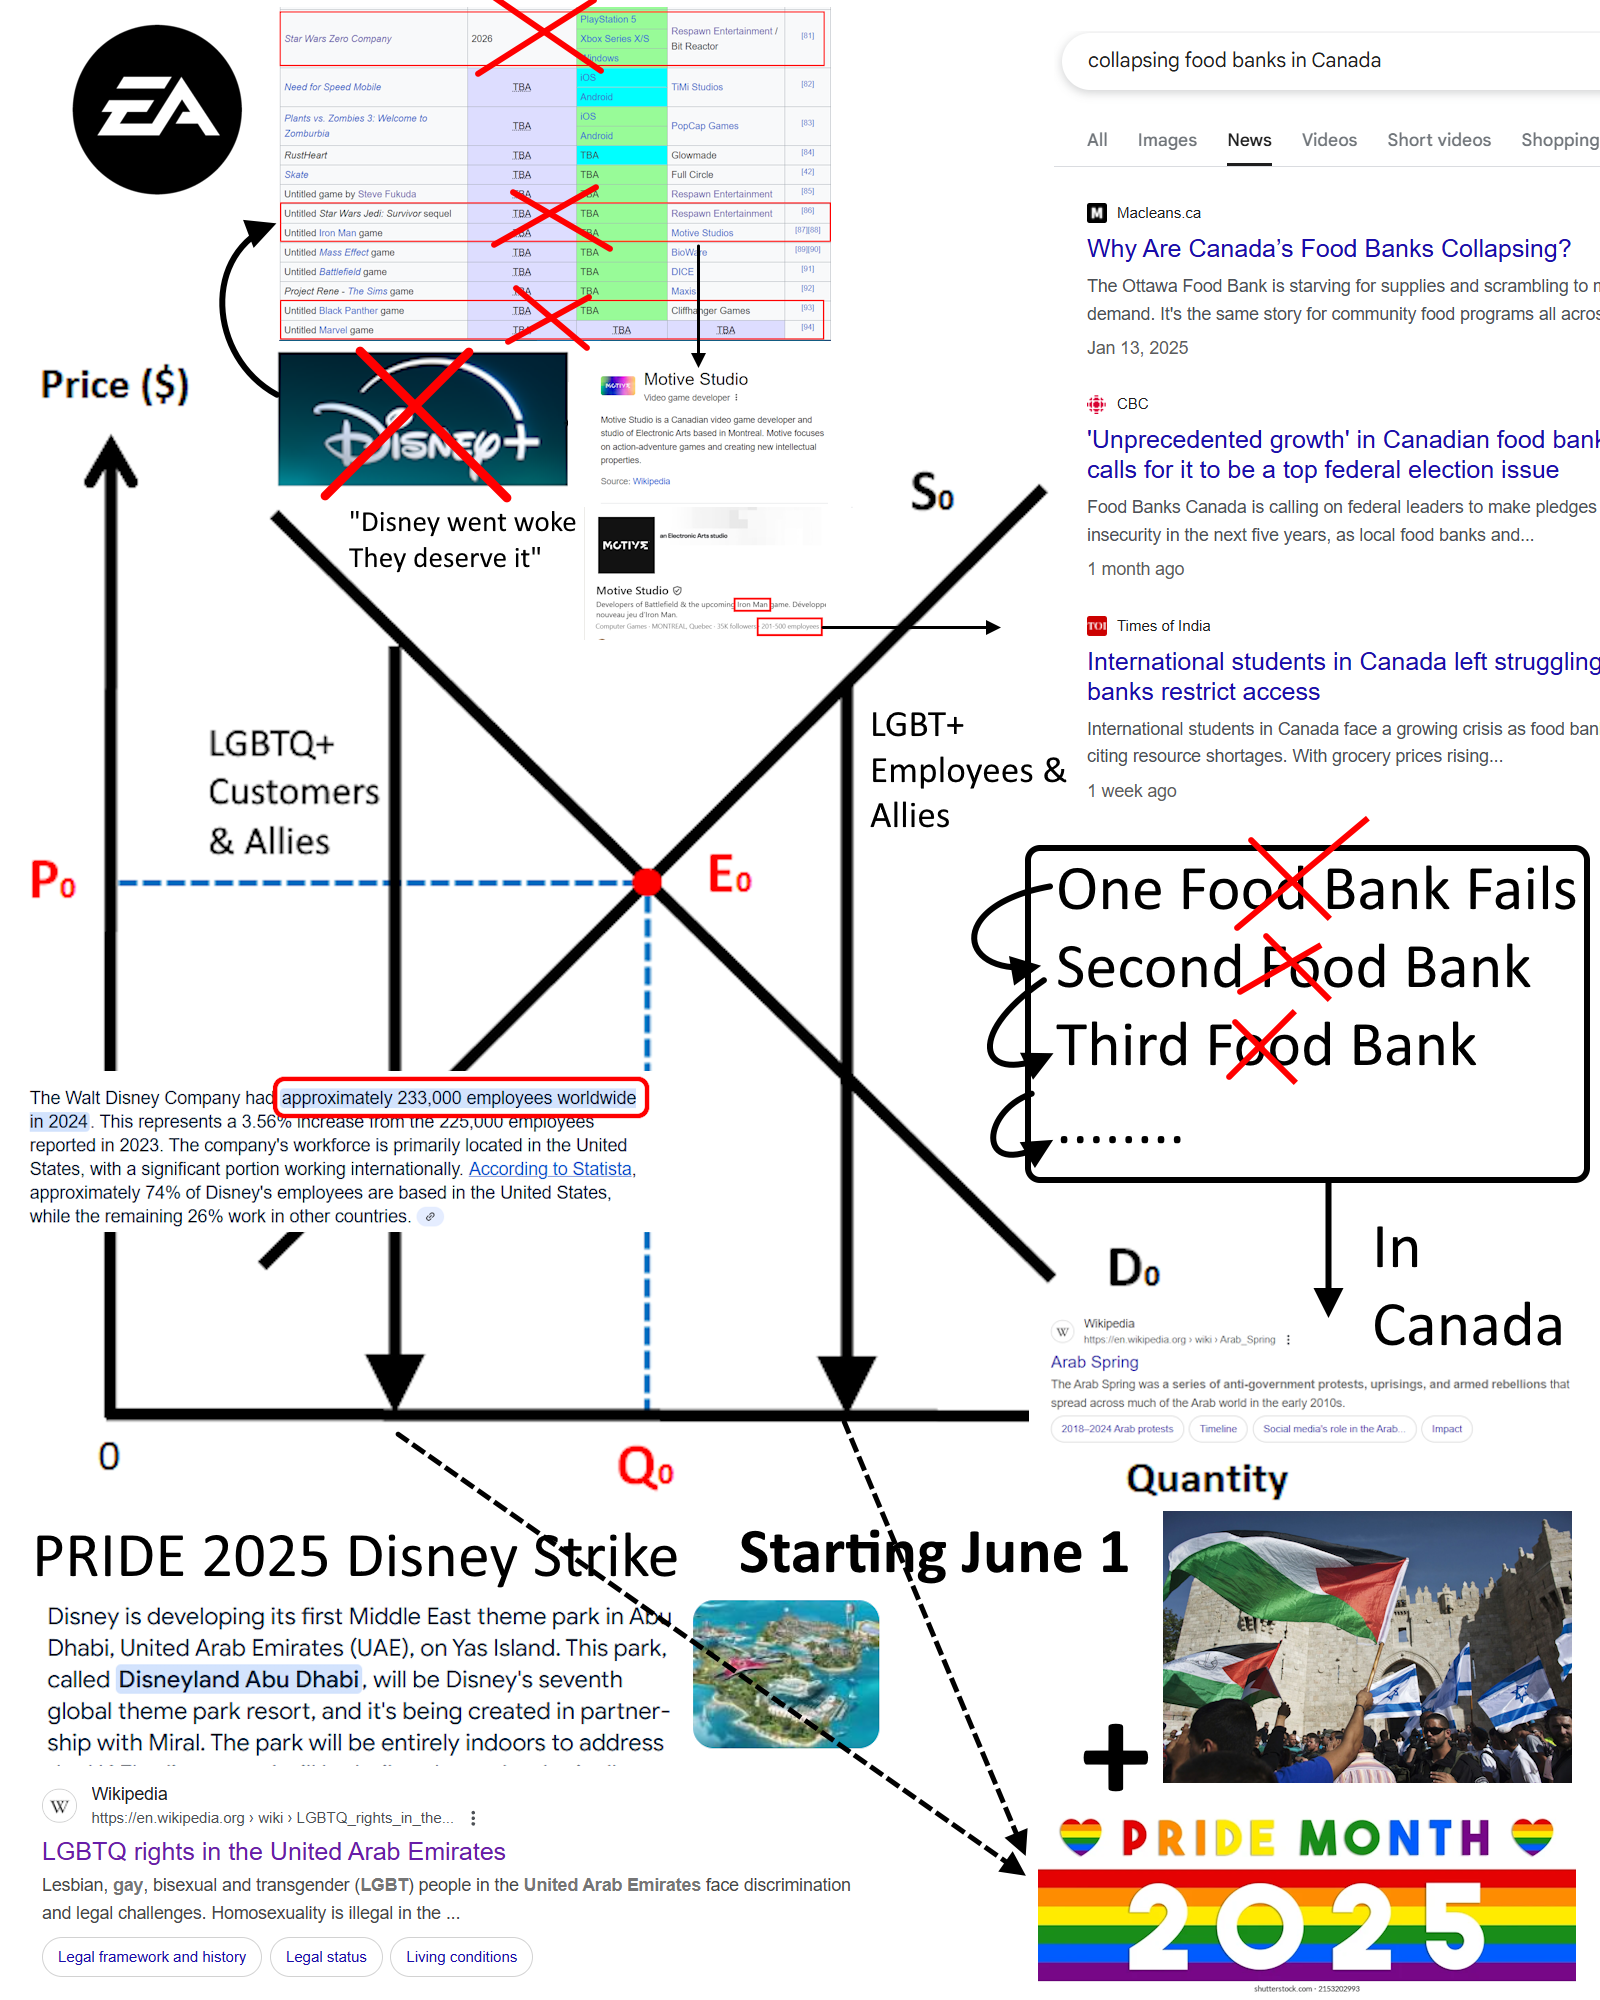 EA
Star Wars Zero Company 2026 PlayStation 5 Xbox Series X/S Windows Respawn Entertainment / Bit Reactor [81]
Need for Speed Mobile TBA iOS Android TiMi Studios [82]
Plants vs. Zombies 3: Welcome to Zomburbia TBA iOS Android PopCap Games [83]
RustHeart TBA TBA Glowmade [84]
Skate TBA TBA Full Circle [42]
Untitled game by Steve Fukuda TBA TBA Respawn Entertainment [85]
Untitled Star Wars Jedi: Survivor sequel TBA TBA Respawn Entertainment [86]
Untitled Iron Man game TBA TBA Motive Studios [87][88]
Untitled Mass Effect game TBA TBA BioWare [89][90]
Untitled Battlefield game TBA TBA DICE [91]
Project Rene - The Sims game TBA TBA Maxis [92]
Untitled Black Panther game TBA TBA Cliffhanger Games [93]
Untitled Marvel game TBA TBA TBA [94]
Disney+
"Disney went woke
They deserve it"
MOTIVE
Motive Studio
Video game developer
Motive Studio is a Canadian video game developer and
studio of Electronic Arts based in Montreal. Motive focuses
on action-adventure games and creating new intellectual
properties.
Source: Wikipedia
MOTIVE
an Electronic Arts studio
Motive Studio
Developers of Battlefield & the upcoming Iron Man game. Développe
nouveau jeu d'Iron Man.
Computer Games · MONTREAL, Quebec · 35K followers · 201-500 employees
collapsing food banks in Canada
All Images News Videos Short videos Shopping
Macleans.ca
Why Are Canada's Food Banks Collapsing?
The Ottawa Food Bank is starving for supplies and scrambling to
demand. It's the same story for community food programs all
Jan 13, 2025
CBC
'Unprecedented growth' in Canadian food
calls for it to be a top federal election issue
Food Banks Canada is calling on federal leaders to make pledges
insecurity in the next five years, as local food banks and...
1 month ago
TOI
Times of India
International students in Canada left struggling
banks restrict access
International students in Canada face a growing crisis as food
citing resource shortages. With grocery prices rising...
1 week ago
Price ($)
S0
LGBTQ+
Customers
& Allies
LGBT+
Employees &
Allies
P0
E0
One Food Bank Fails
Second Food Bank
Third Food Bank
........
In
Canada
The Walt Disney Company had approximately 233,000 employees worldwide
in 2024. This represents a 3.56% increase from the 225,000 employees
reported in 2023. The company's workforce is primarily located in the United
States, with a significant portion working internationally. According to Statista,
approximately 74% of Disney's employees are based in the United States,
while the remaining 26% work in other countries.
D0
W
Wikipedia
https://en.wikipedia.org › wiki › Arab_Spring
Arab Spring
The Arab Spring was a series of anti-government protests, uprisings, and armed rebellions that
spread across much of the Arab world in the early 2010s.
2018–2024 Arab protests Timeline Social media's role in the Arab... Impact
0
Q0
Quantity
PRIDE 2025 Disney Strike
Starting June 1
Disney is developing its first Middle East theme park in Abu
Dhabi, United Arab Emirates (UAE), on Yas Island. This park,
called Disneyland Abu Dhabi, will be Disney's seventh
global theme park resort, and it's being created in partner-
ship with Miral. The park will be entirely indoors to address
W
Wikipedia
https://en.wikipedia.org › wiki › LGBTQ_rights_in_the...
LGBTQ rights in the United Arab Emirates
Lesbian, gay, bisexual and transgender (LGBT) people in the United Arab Emirates face discrimination
and legal challenges. Homosexuality is illegal in the ...
Legal framework and history Legal status Living conditions
+
PRIDE MONTH
2025
shutterstock.com · 2153202993